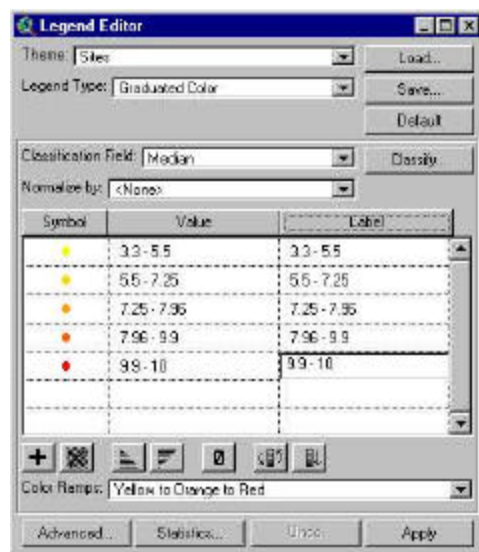 Legend Editor
Theme: Sites
Load...
Legend Type: Graduated Color
Save...
Default
Classification Field: Median
Classify...
Normalize by: <None>
Symbol Value Label
3.3 - 5.5 3.3 - 5.5
5.5 - 7.25 5.5 - 7.25
7.25 - 7.96 7.25 - 7.96
7.96 - 9.9 7.96 - 9.9
9.9 - 10 9.9 - 10
0
Color Ramps: Yellow to Orange to Red
Advanced... Statistics... Undo Apply